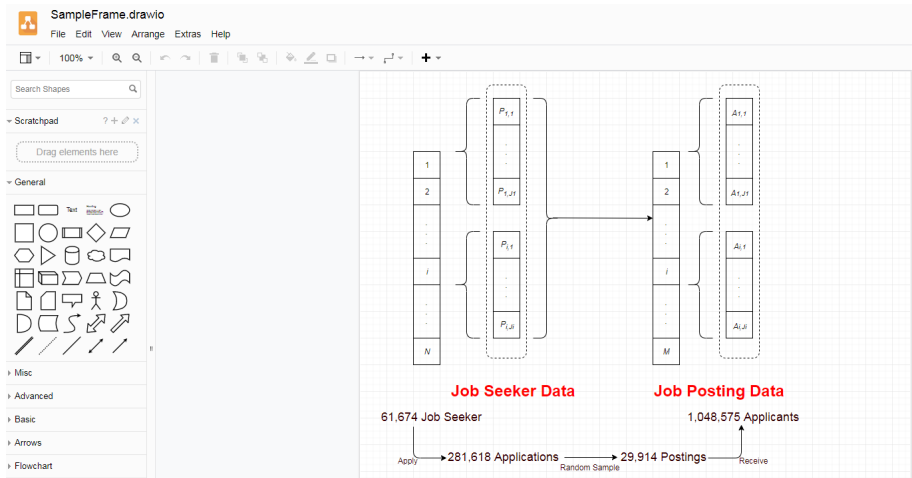 SampleFrame.drawio
File Edit View Arrange Extras Help
100%
Search Shapes
Scratchpad
Drag elements here
General
Text
Misc
Advanced
Basic
Arrows
Flowchart
P1,1
P1,J1
Pi,1
Pi,Ji
1
2
i
N
A1,1
A1,J1
Ai,1
Ai,Ji
1
2
i
M
Job Seeker Data
Job Posting Data
61,674 Job Seeker
1,048,575 Applicants
Apply
281,618 Applications
Random Sample
29,914 Postings
Receive